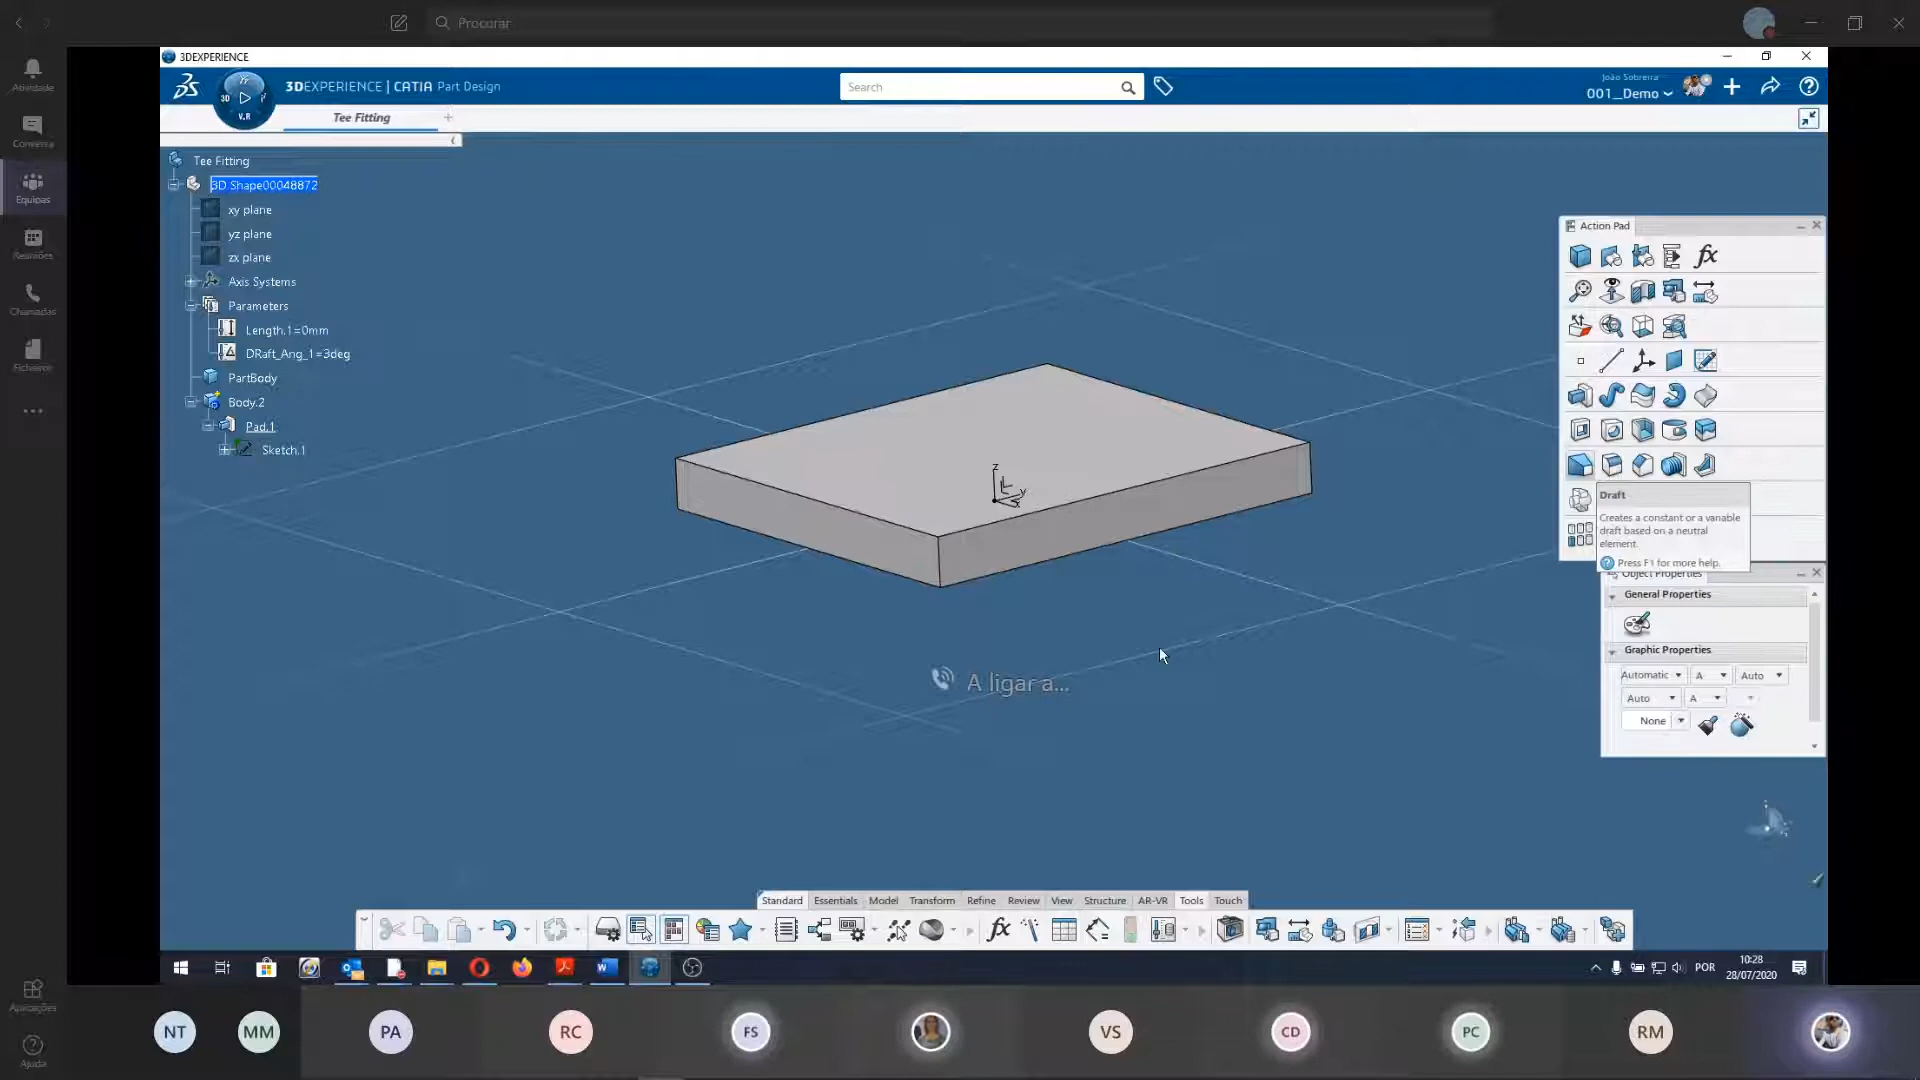 Procurar
3DEXPERIENCE
3DEXPERIENCE | CATIA Part Design
Search
João Sobreira
001_Demo
3D
V.R
Tee Fitting
+
Tee Fitting
3D Shape00048872
xy plane
yz plane
zx plane
Axis Systems
Parameters
Length.1=0mm
DRaft_Ang_1=3deg
PartBody
Body.2
Pad.1
Sketch.1
Atividade
Conversa
Equipas
Reuniões
Chamadas
Ficheiros
Aplicações
Ajuda
z
y
x
A ligar a...
Action Pad
fx
Draft
Creates a constant or a variable
draft based on a neutral
element.
Press F1 for more help.
Object Properties
General Properties
Graphic Properties
Automatic
A
Auto
Auto
A
None
Standard
Essentials
Model
Transform
Refine
Review
View
Structure
AR-VR
Tools
Touch
fx
POR
10:28
28/07/2020
NT
MM
PA
RC
FS
VS
CD
PC
RM